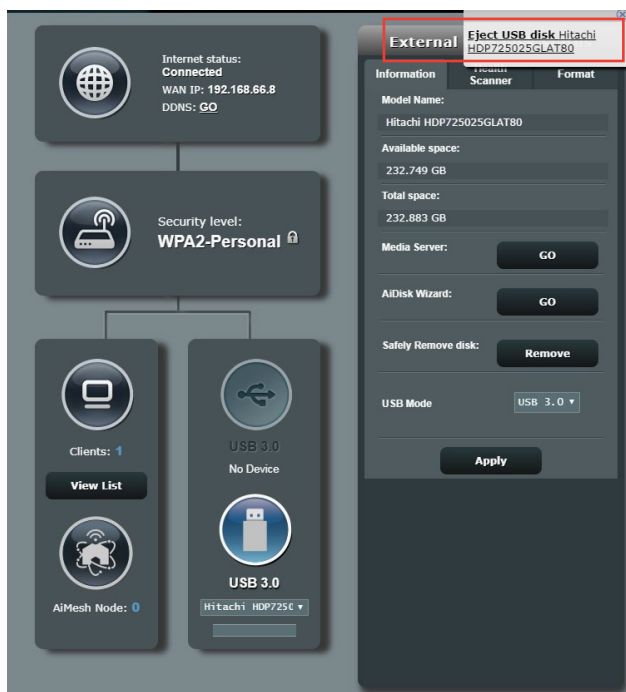 Internet status:
Connected
WAN IP: 192.168.66.8
DDNS: GO
Security level:
WPA2-Personal
Clients: 1
View List
AiMesh Node: 0
USB 3.0
No Device
USB 3.0
Hitachi HDP7250
External
Eject USB disk Hitachi
HDP725025GLAT80
Information
Health
Scanner
Format
Model Name:
Hitachi HDP725025GLAT80
Available space:
232.749 GB
Total space:
232.883 GB
Media Server:
GO
AiDisk Wizard:
GO
Safely Remove disk:
Remove
USB Mode
USB 3.0
Apply